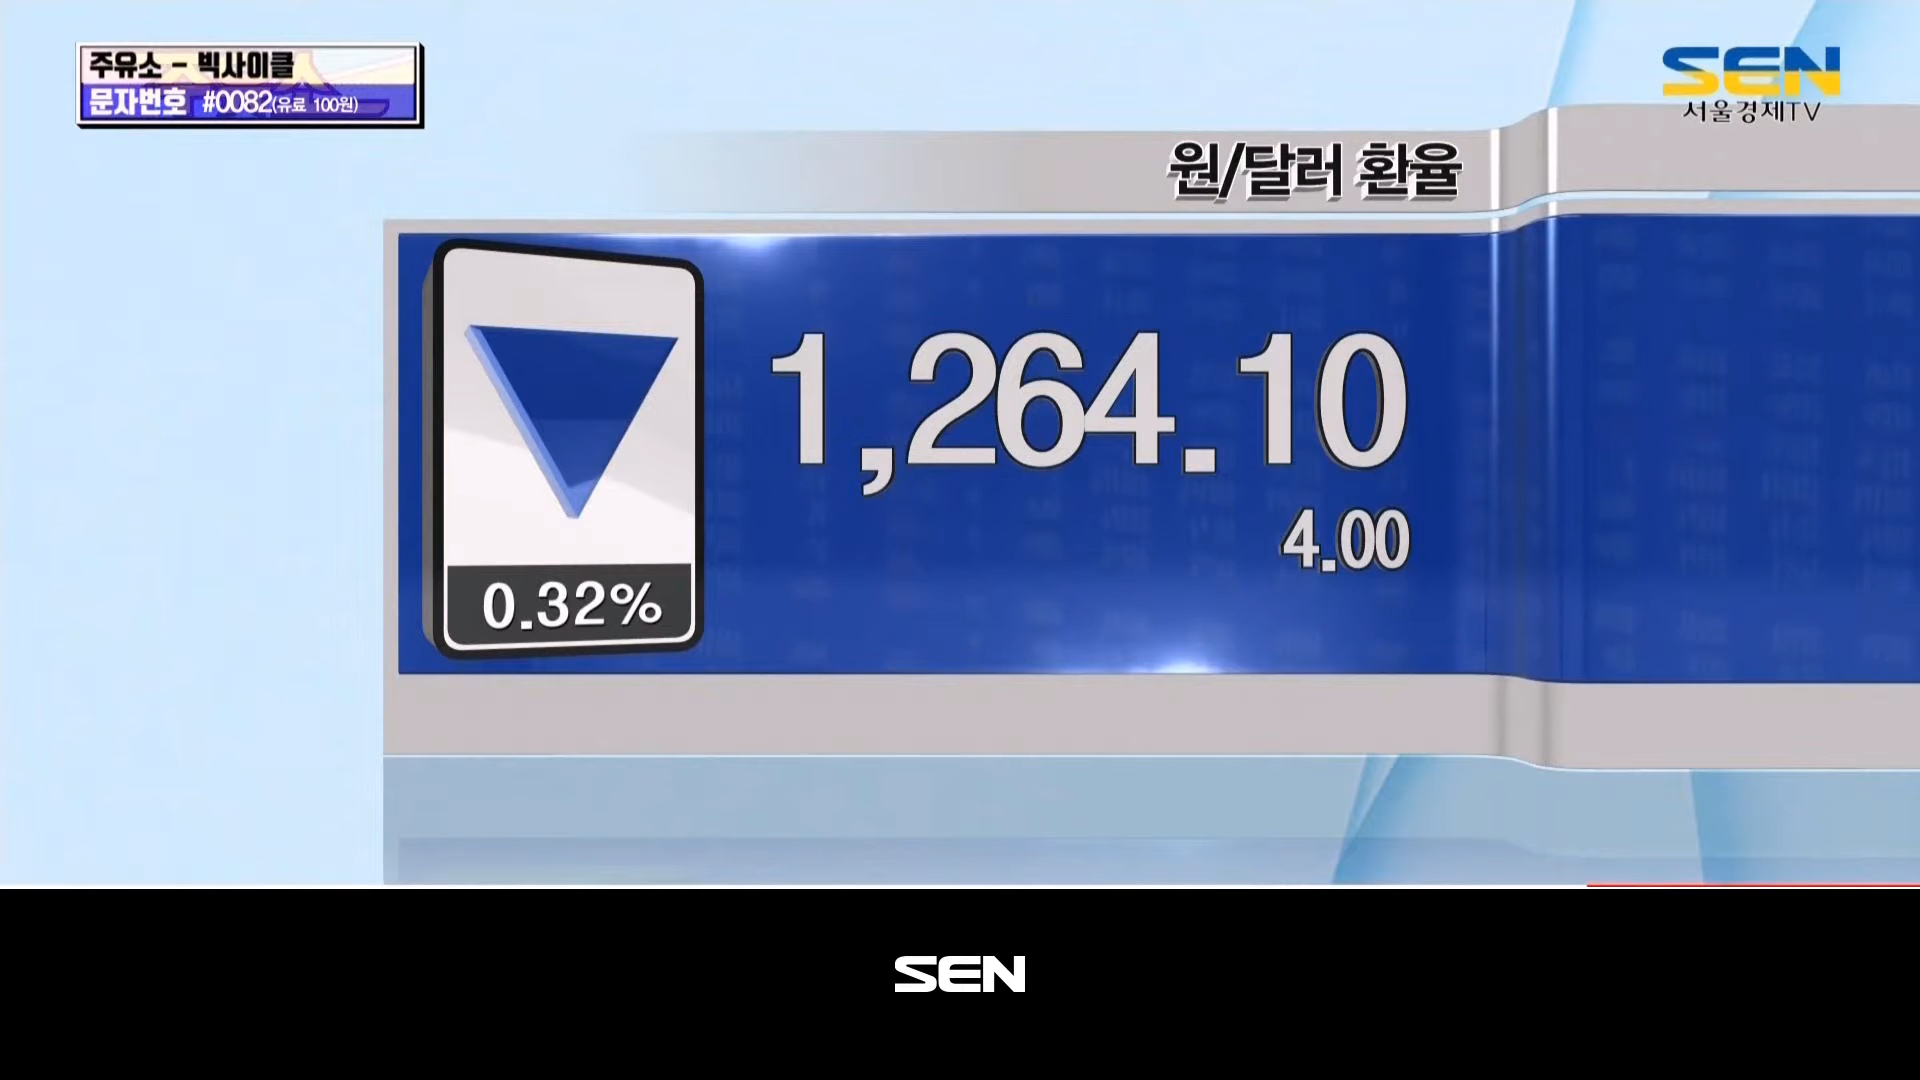 주유소 - 빅사이클
문자번호 #0082(유료 100원)
SEN
서울경제TV
원/달러 환율
1,264.10
4.00
0.32%
SEN